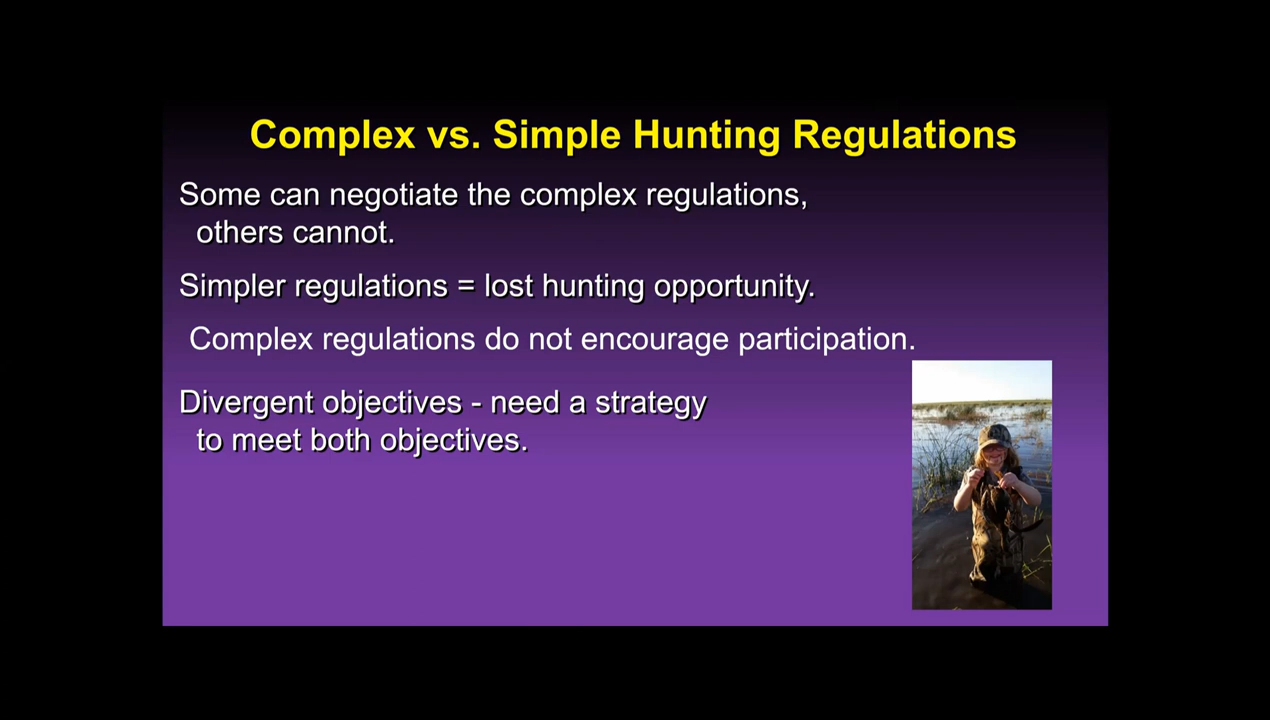 Complex vs. Simple Hunting Regulations
Some can negotiate the complex regulations,
others cannot.
Simpler regulations = lost hunting opportunity.
Complex regulations do not encourage participation.
Divergent objectives - need a strategy
to meet both objectives.